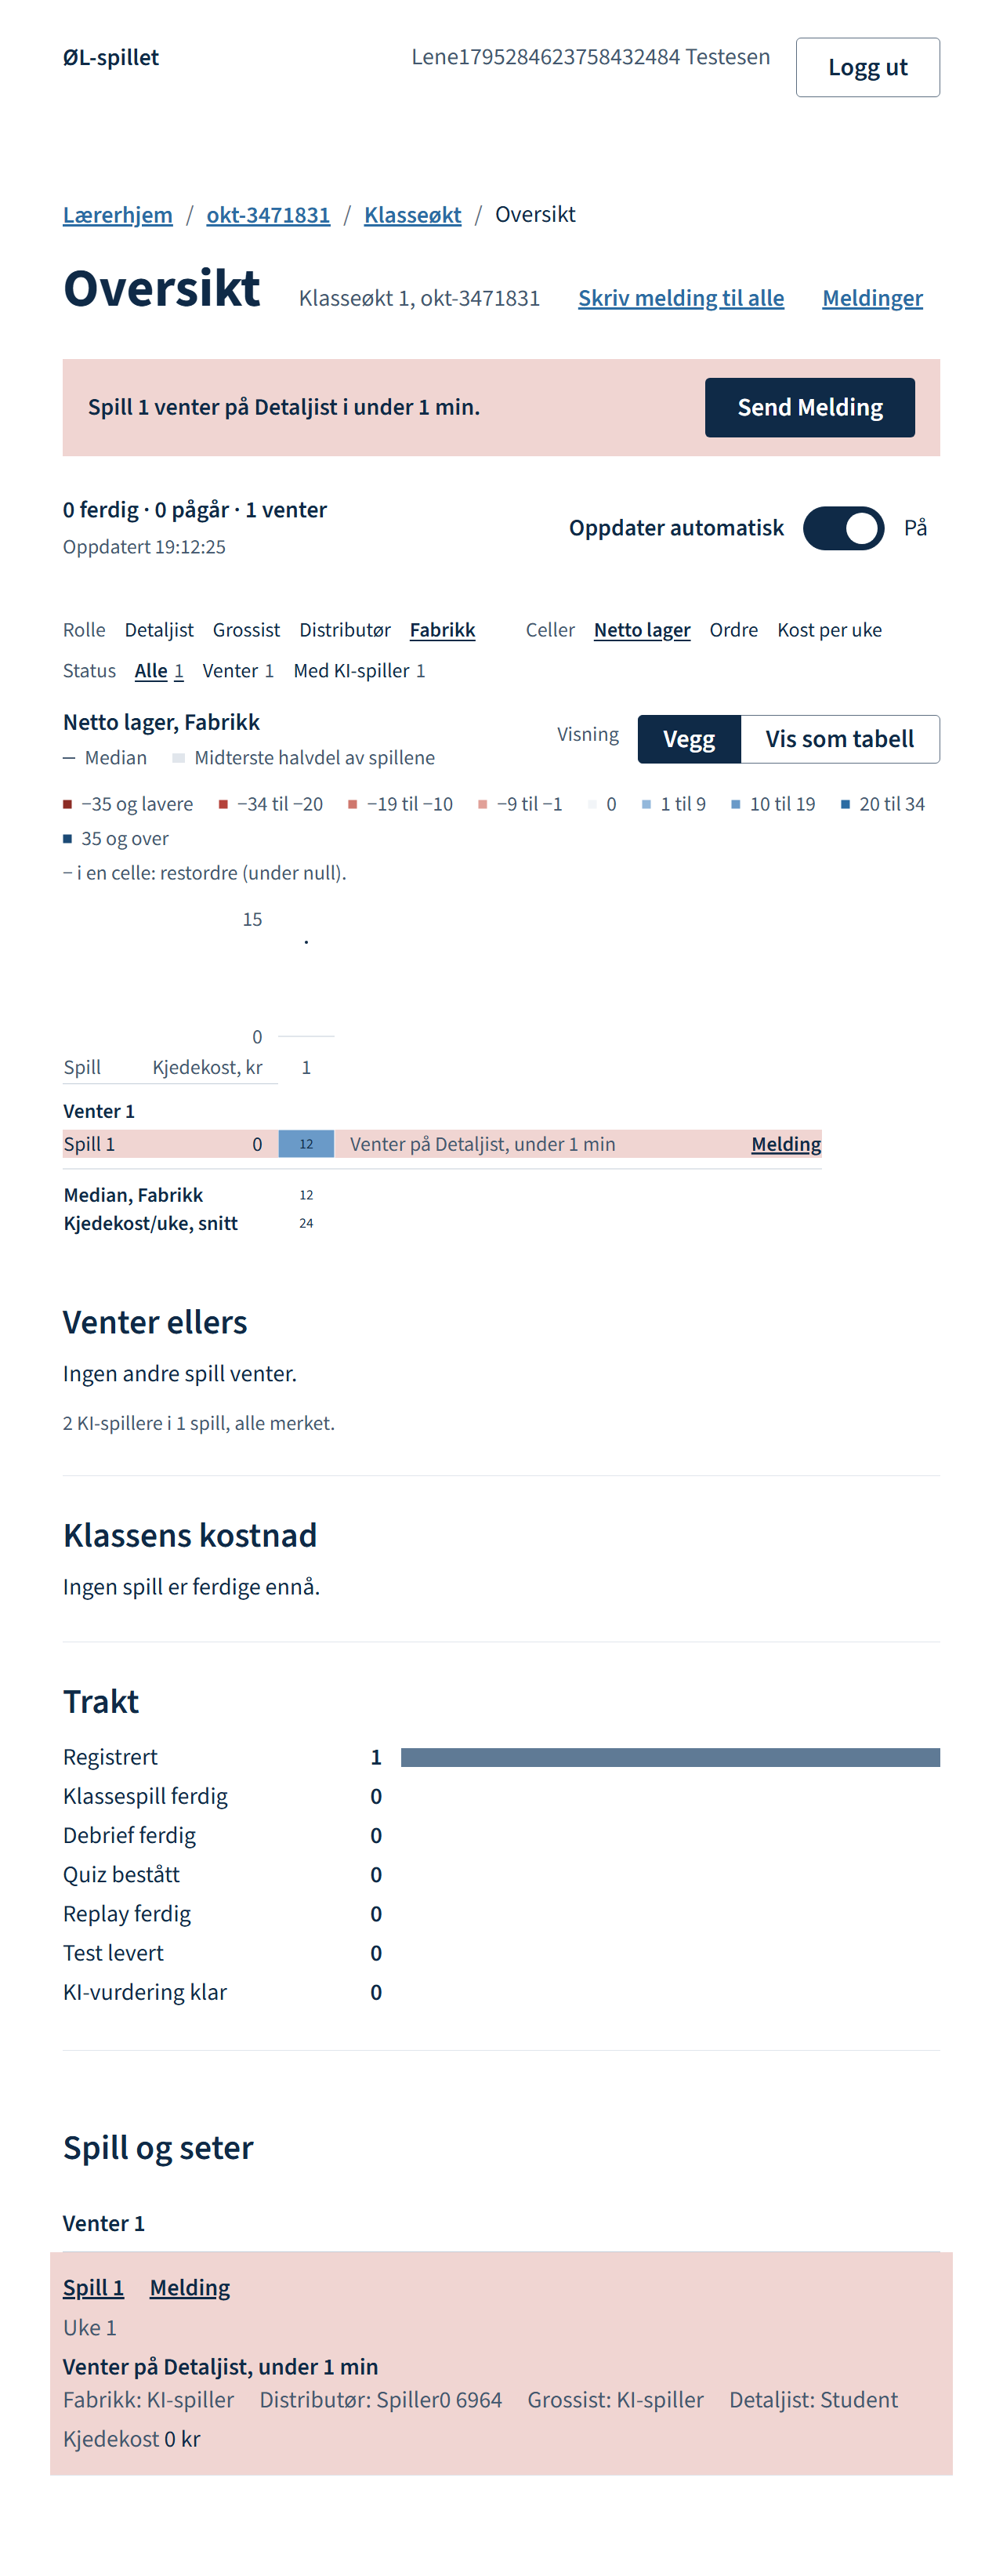 ØL-spillet
Lene1795284623758432484 Testesen
Logg ut
Lærerhjem / okt-3471831 / Klasseøkt / Oversikt
Oversikt
Klasseøkt 1, okt-3471831
Skriv melding til alle
Meldinger
Spill 1 venter på Detaljist i under 1 min.
Send Melding
0 ferdig · 0 pågår · 1 venter
Oppdatert 19:12:25
Oppdater automatisk
På
Rolle Detaljist Grossist Distributør Fabrikk
Celler Netto lager Ordre Kost per uke
Status Alle 1 Venter 1 Med KI-spiller 1
Netto lager, Fabrikk
Visning
Vegg
Vis som tabell
Median
Midterste halvdel av spillene
−35 og lavere −34 til −20 −19 til −10 −9 til −1 0 1 til 9 10 til 19 20 til 34
35 og over
− i en celle: restordre (under null).
15
0
Spill Kjedekost, kr 1
Venter 1
Spill 1 0 12 Venter på Detaljist, under 1 min Melding
Median, Fabrikk 12
Kjedekost/uke, snitt 24
Venter ellers
Ingen andre spill venter.
2 KI-spillere i 1 spill, alle merket.
Klassens kostnad
Ingen spill er ferdige ennå.
Trakt
Registrert 1
Klassespill ferdig 0
Debrief ferdig 0
Quiz bestått 0
Replay ferdig 0
Test levert 0
KI-vurdering klar 0
Spill og seter
Venter 1
Spill 1 Melding
Uke 1
Venter på Detaljist, under 1 min
Fabrikk: KI-spiller Distributør: Spiller0 6964 Grossist: KI-spiller Detaljist: Student
Kjedekost 0 kr